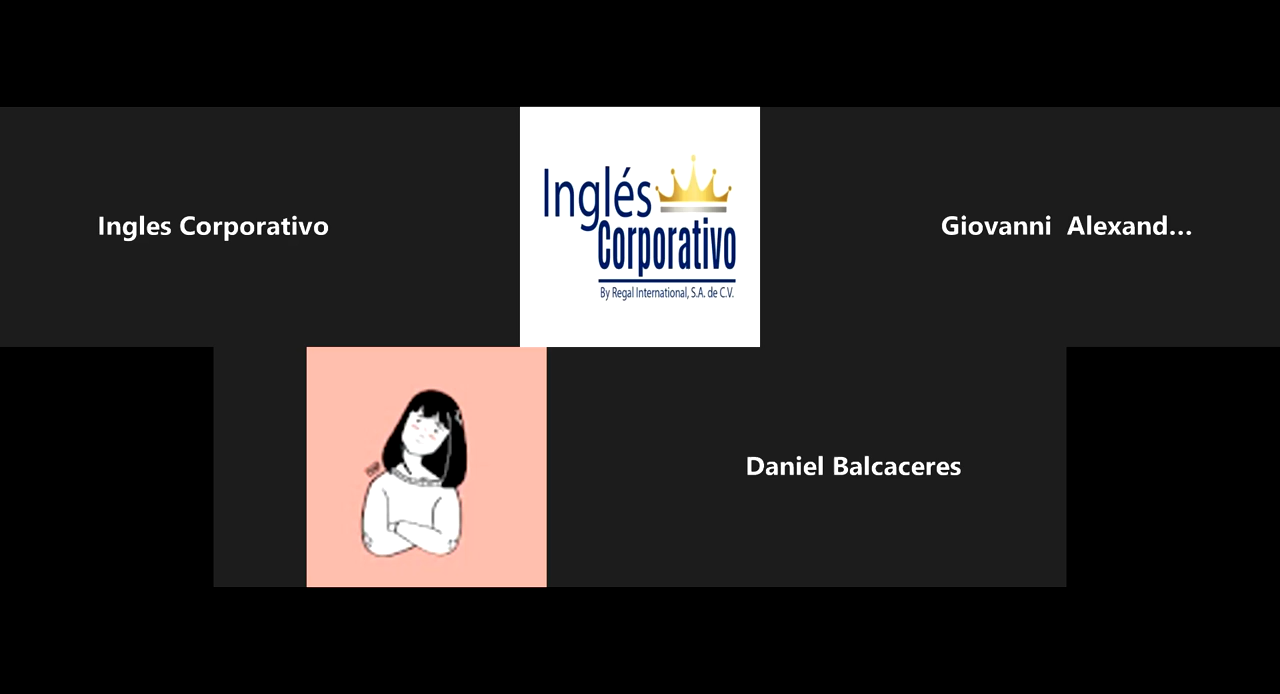 Ingles Corporativo
Inglés
Corporativo
By Regal International, S.A. de C.V.
Giovanni  Alexand...
Daniel Balcaceres